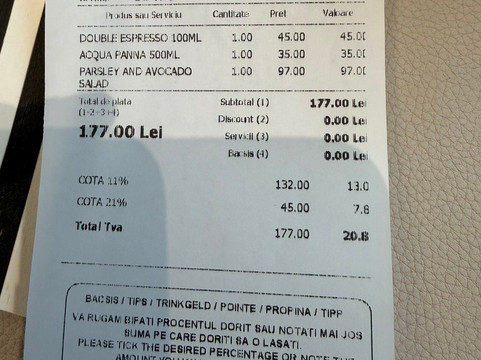 Produs sau Serviciu Cantitate Pret Valoare
DOUBLE ESPRESSO 100ML 1.00 45.00 45.00
ACQUA PANNA 500ML 1.00 35.00 35.00
PARSLEY AND AVOCADO 1.00 97.00 97.00
SALAD
Total de plata Subtotal (1) 177.00 Lei
(1-2+3+4) Discount (2) 0.00 Lei
177.00 Lei Servicii (3) 0.00 Lei
Bacsis (4) 0.00 Lei
COTA 11% 132.00 13.0
COTA 21% 45.00 7.8
Total Tva 177.00 20.8
BACSIS / TIPS / TRINKGELD / POINTE / PROPINA / TIPP
VA RUGAM BIFATI PROCENTUL DORIT SAU NOTATI MAI JOS
SUMA PE CARE DORITI SA O LASATI.
PLEASE TICK THE DESIRED PERCENTAGE OR NOTE THE
AMOUNT